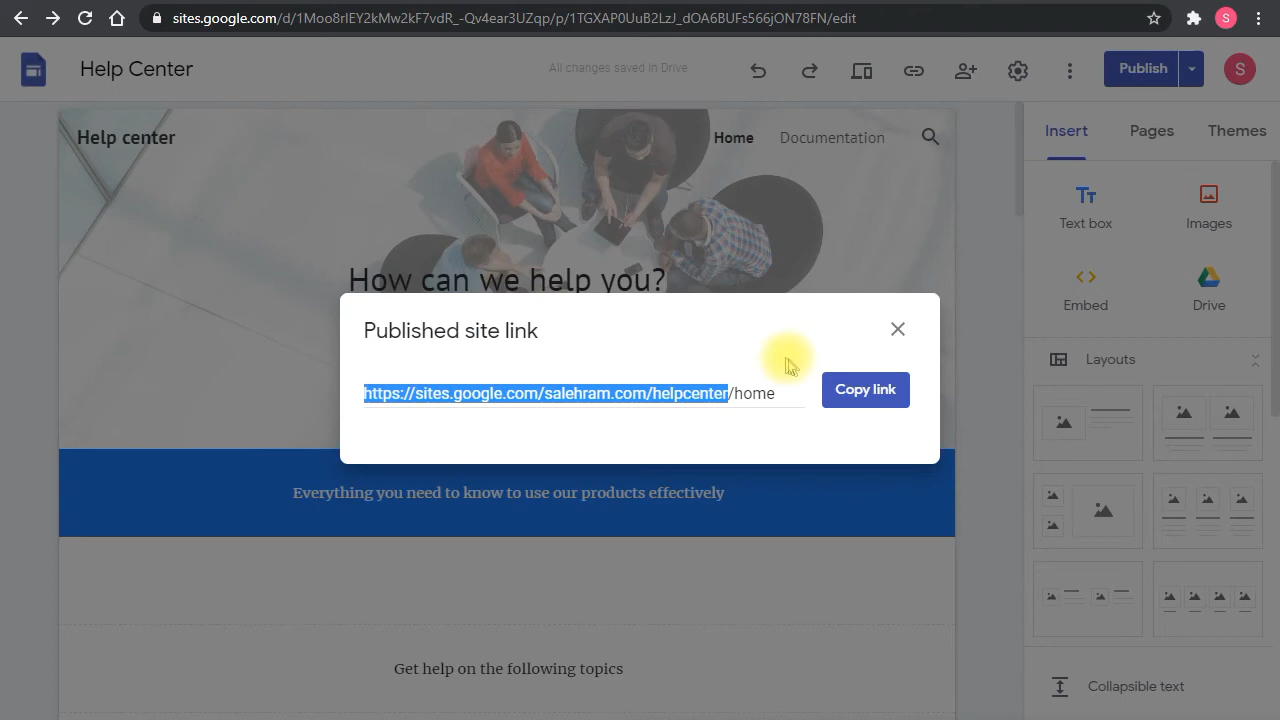 sites.google.com/d/1Moo8rlEY2kMw2kF7vdR_-Qv4ear3UZqp/p/1TGXAP0UuB2LzJ_dOA6BUFs566jON78FN/edit
S
Help Center
All changes saved in Drive
Publish
S
Help center
Home
Documentation
Insert
Pages
Themes
Text box
Images
Embed
Drive
How can we help you?
Published site link
https://sites.google.com/salehram.com/helpcenter/home
Copy link
Layouts
Everything you need to know to use our products effectively
Get help on the following topics
Collapsible text